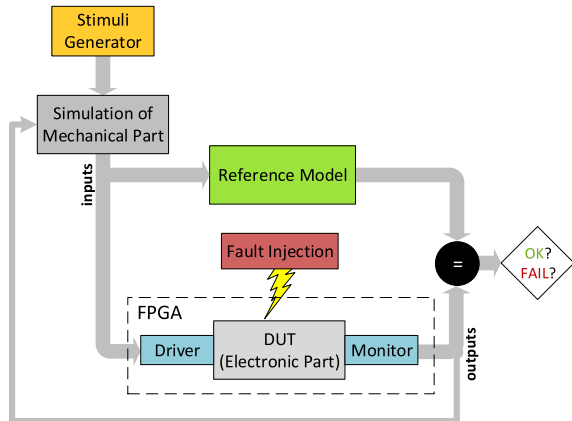 Stimuli
Generator
Simulation of
Mechanical Part
inputs
Reference Model
Fault Injection
=
OK?
FAIL?
FPGA
Driver
DUT
(Electronic Part)
Monitor
outputs